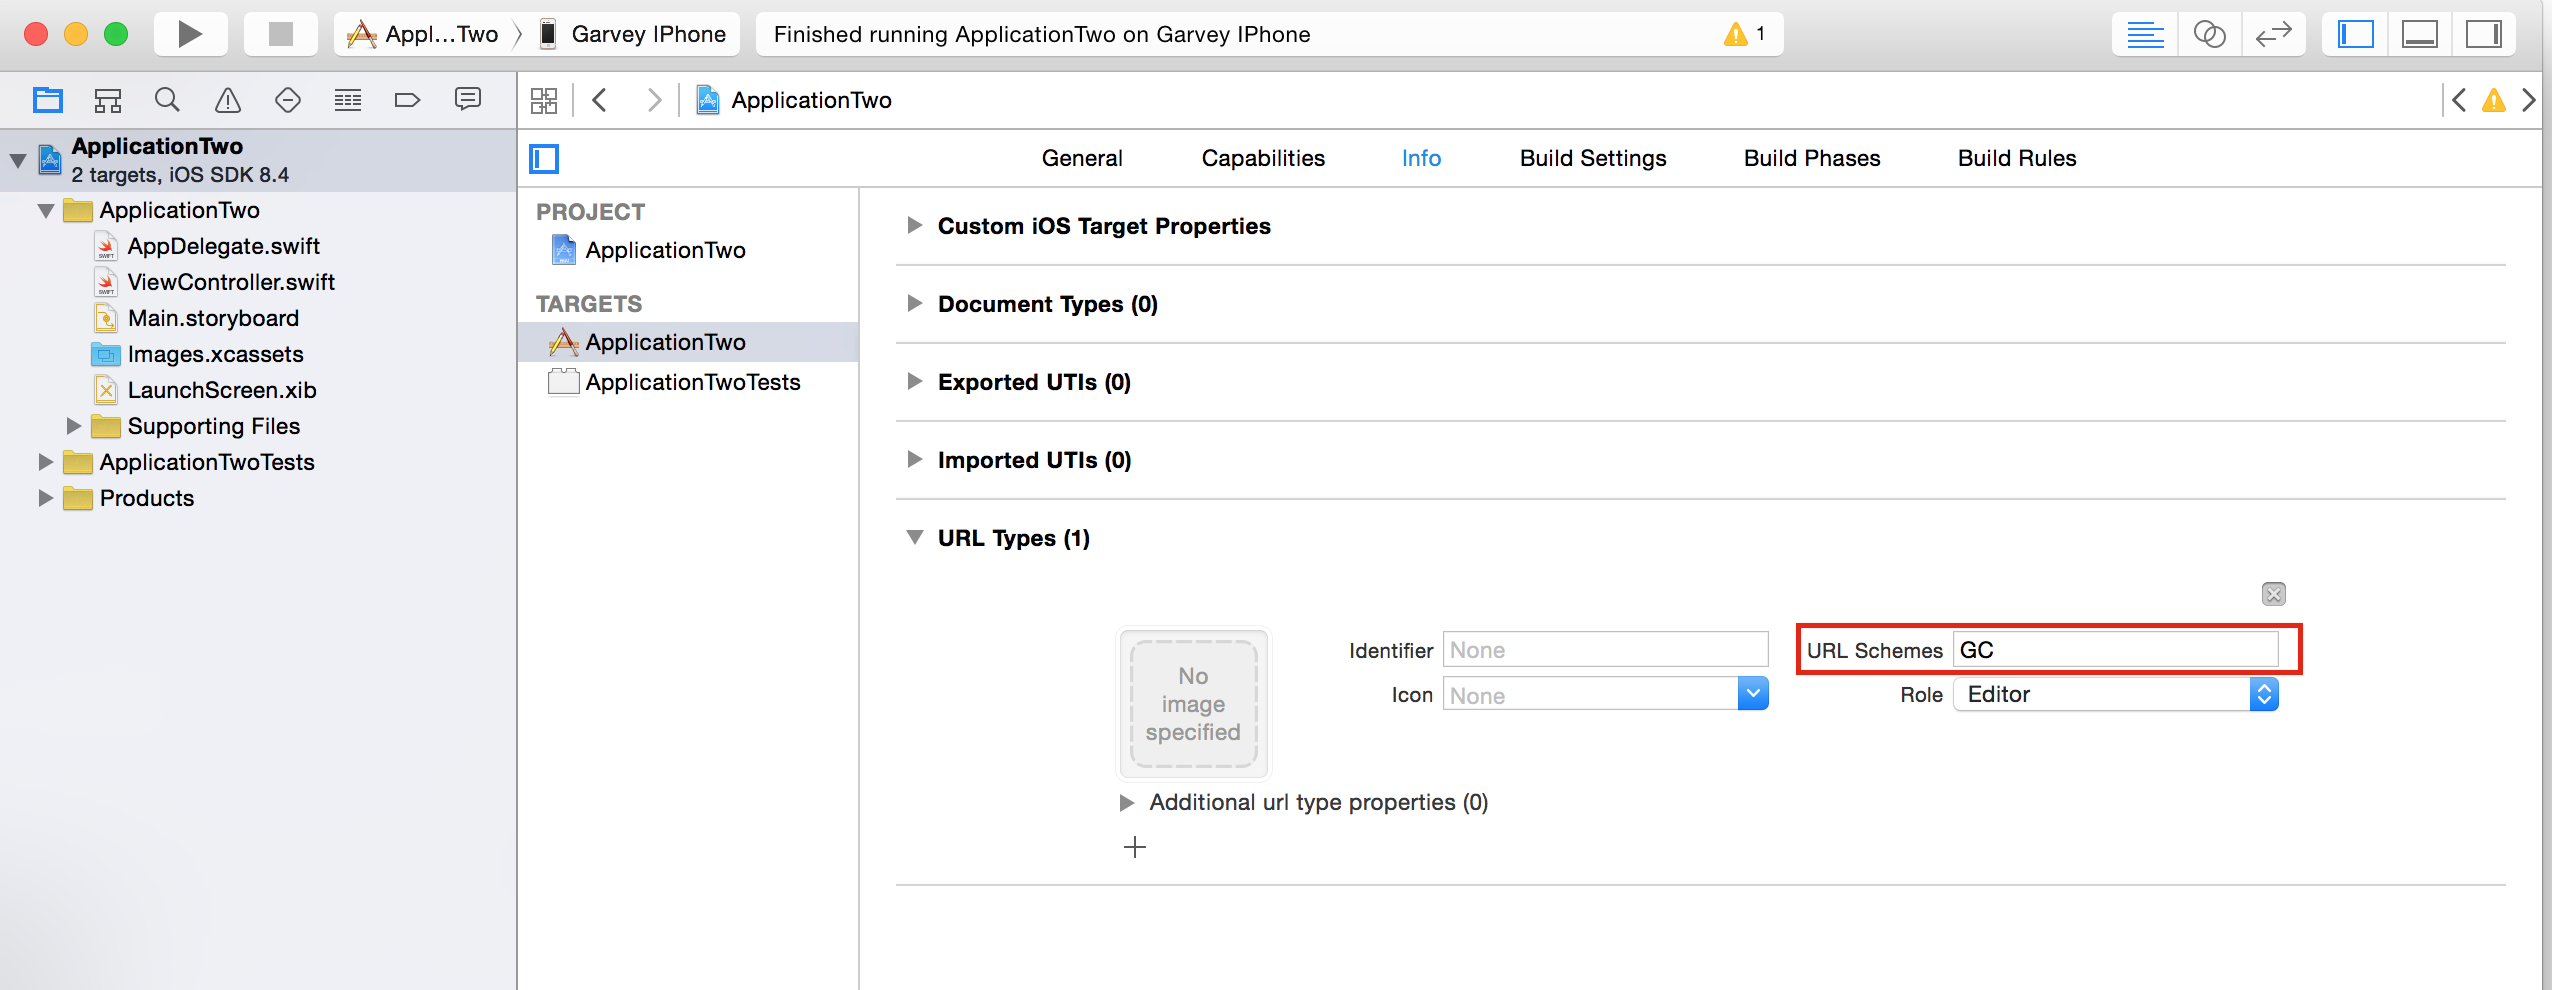 Appl...Two
Garvey IPhone
Finished running ApplicationTwo on Garvey IPhone
1
ApplicationTwo
ApplicationTwo
2 targets, iOS SDK 8.4
ApplicationTwo
AppDelegate.swift
ViewController.swift
Main.storyboard
Images.xcassets
LaunchScreen.xib
Supporting Files
ApplicationTwoTests
Products
General
Capabilities
Info
Build Settings
Build Phases
Build Rules
PROJECT
ApplicationTwo
TARGETS
ApplicationTwo
ApplicationTwoTests
Custom iOS Target Properties
Document Types (0)
Exported UTIs (0)
Imported UTIs (0)
URL Types (1)
No
image
specified
Identifier None
URL Schemes GC
Icon None
Role Editor
Additional url type properties (0)